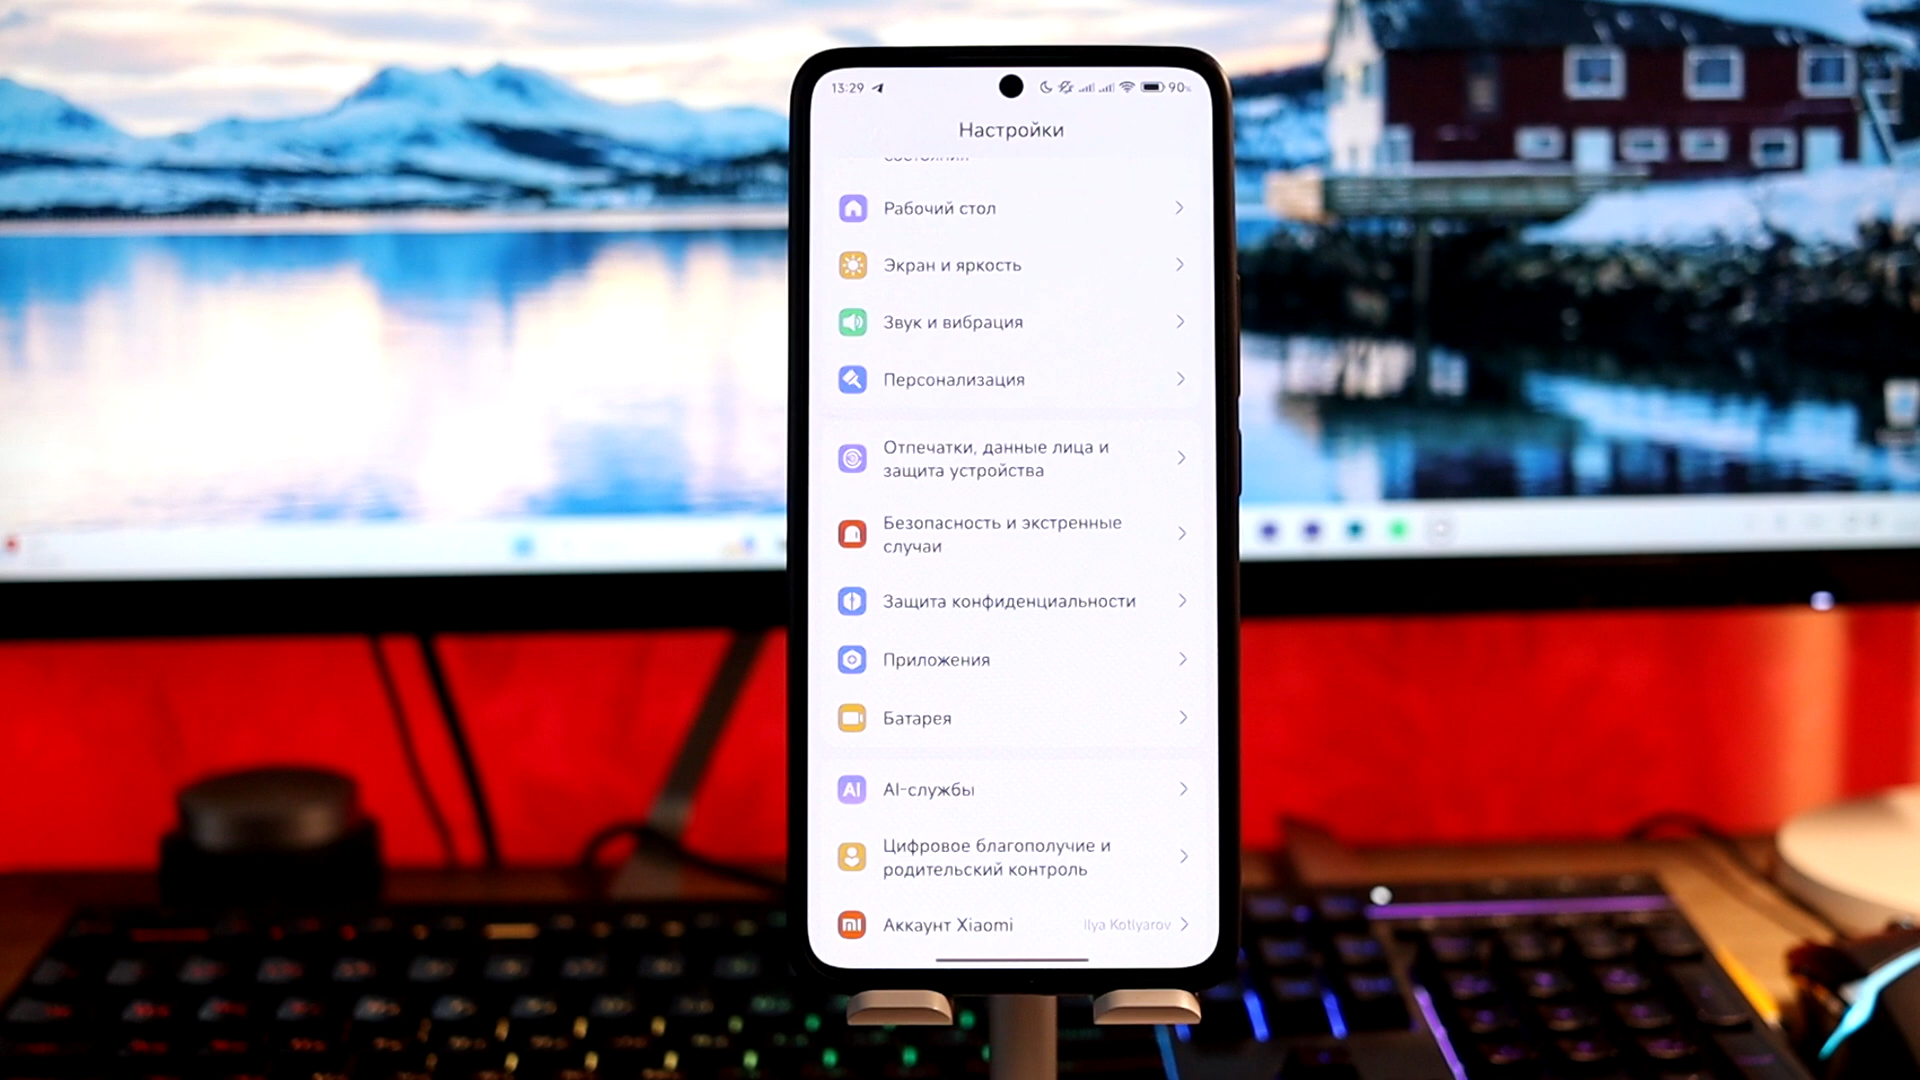 13:29
90%
Настройки
Рабочий стол
Экран и яркость
Звук и вибрация
Персонализация
Отпечатки, данные лица и
защита устройства
Безопасность и экстренные
случаи
Защита конфиденциальности
Приложения
Батарея
AI
AI-службы
Цифровое благополучие и
родительский контроль
Аккаунт Xiaomi
Ilya Kotlyarov